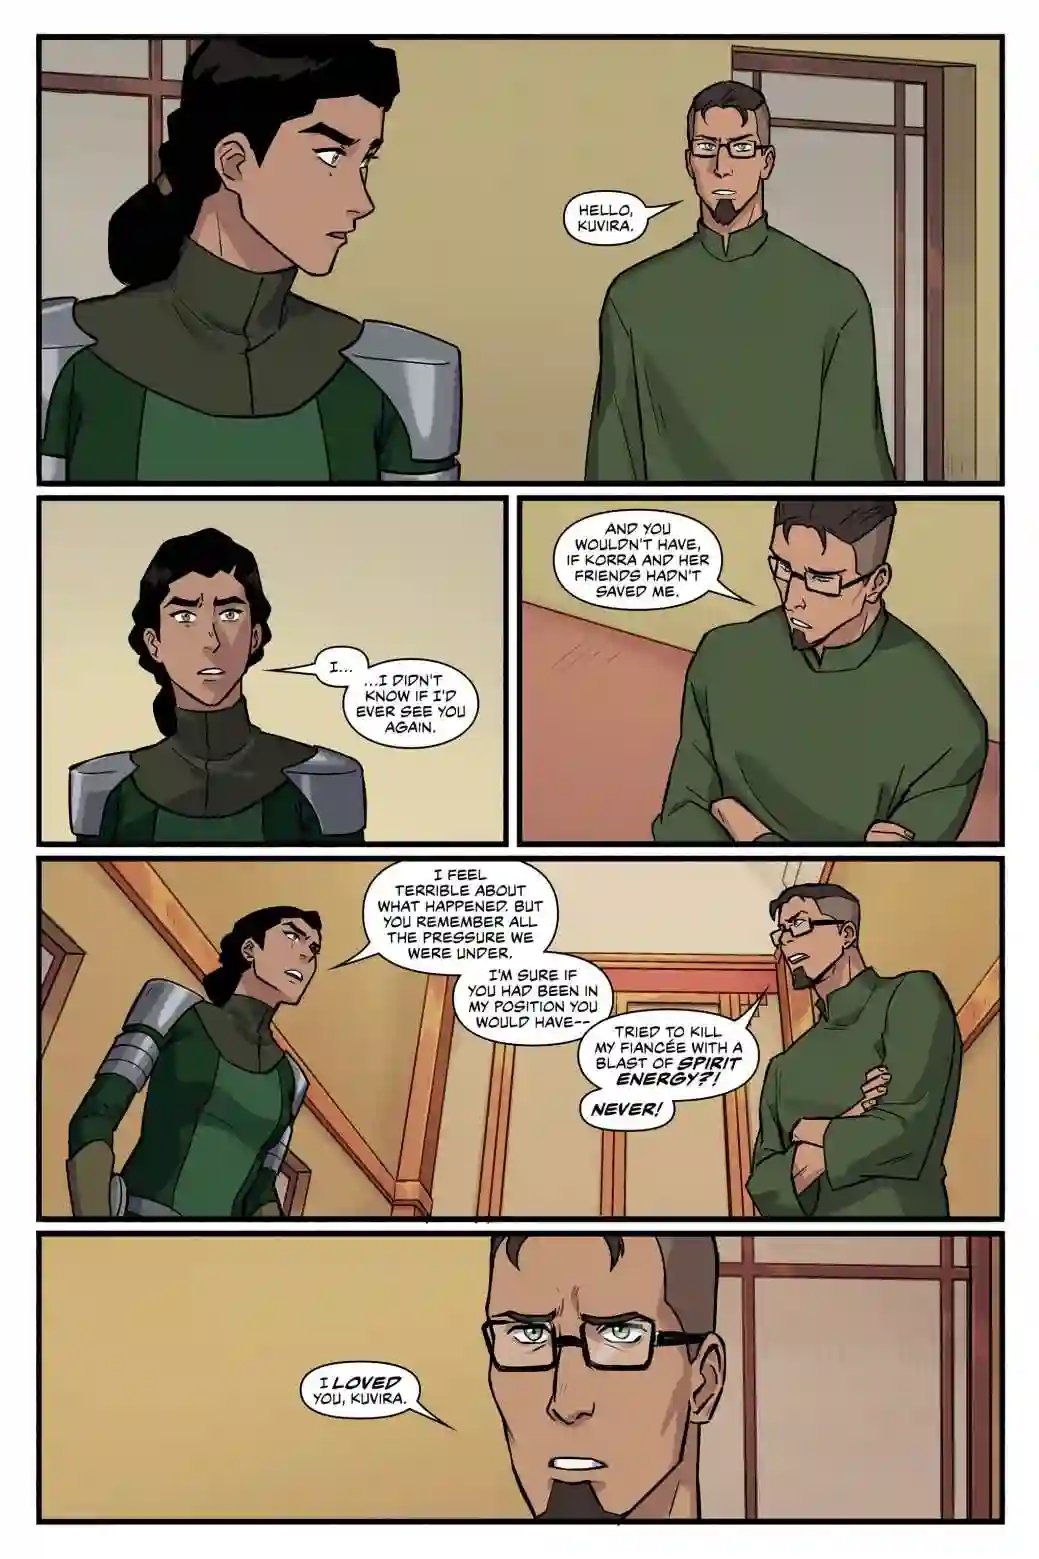 HELLO,
KUVIRA.
I...
...I DIDN'T
KNOW IF I'D
EVER SEE YOU
AGAIN.
AND YOU
WOULDN'T HAVE,
IF KORRA AND HER
FRIENDS HADN'T
SAVED ME.
I FEEL
TERRIBLE ABOUT
WHAT HAPPENED. BUT
YOU REMEMBER ALL
THE PRESSURE WE
WERE UNDER.
I'M SURE IF
YOU HAD BEEN IN
MY POSITION YOU
WOULD HAVE--
TRIED TO KILL
MY FIANCÉE WITH A
BLAST OF SPIRIT
ENERGY?!
NEVER!
I LOVED
YOU, KUVIRA.